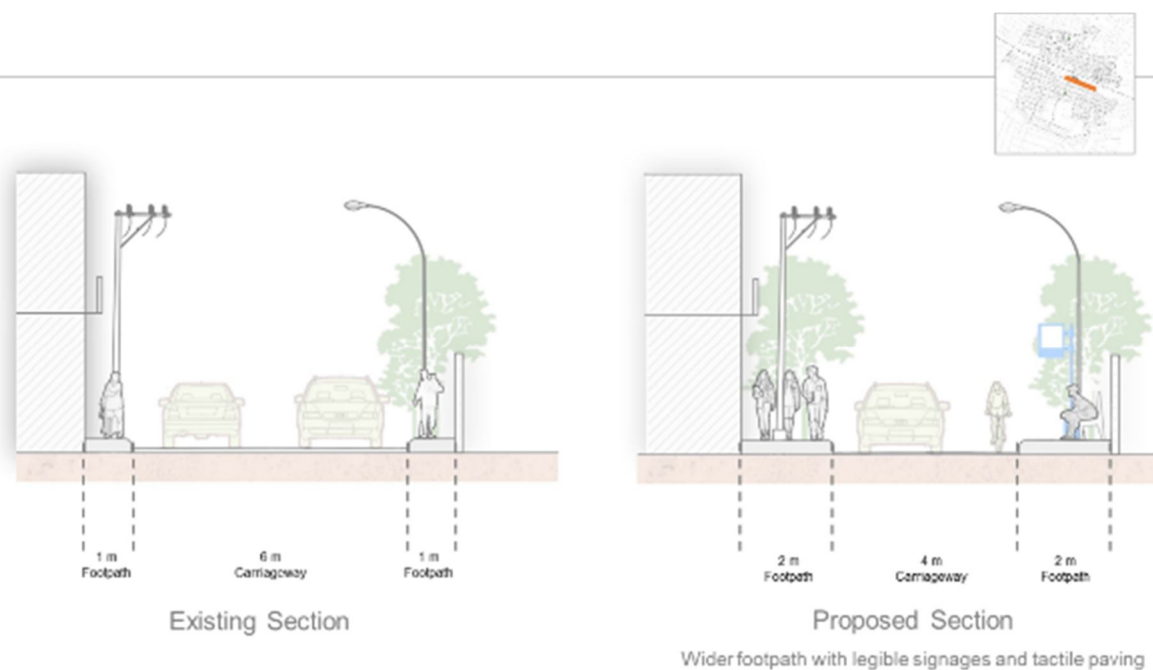 1 m
Footpath
6 m
Carriageway
1 m
Footpath
Existing Section
2 m
Footpath
4 m
Carriageway
2 m
Footpath
Proposed Section
Wider footpath with legible signages and tactile paving